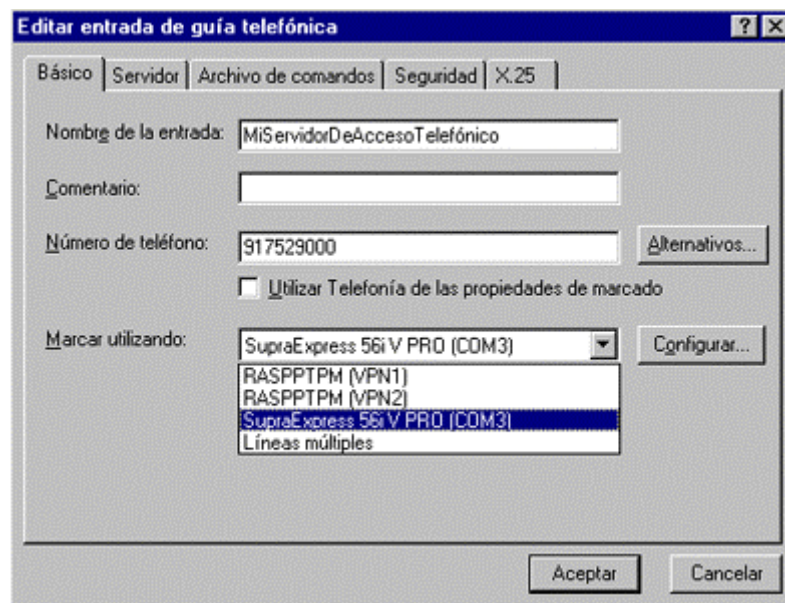 Editar entrada de guía telefónica
Básico Servidor Archivo de comandos Seguridad X.25
Nombre de la entrada: MiServidorDeAccesoTelefónico
Comentario:
Número de teléfono: 917529000 Alternativos...
Utilizar Telefonía de las propiedades de marcado
Marcar utilizando: SupraExpress 56i V PRO (COM3) Configurar...
RASPPTPM (VPN1)
RASPPTPM (VPN2)
SupraExpress 56i V PRO (COM3)
Líneas múltiples
Aceptar Cancelar